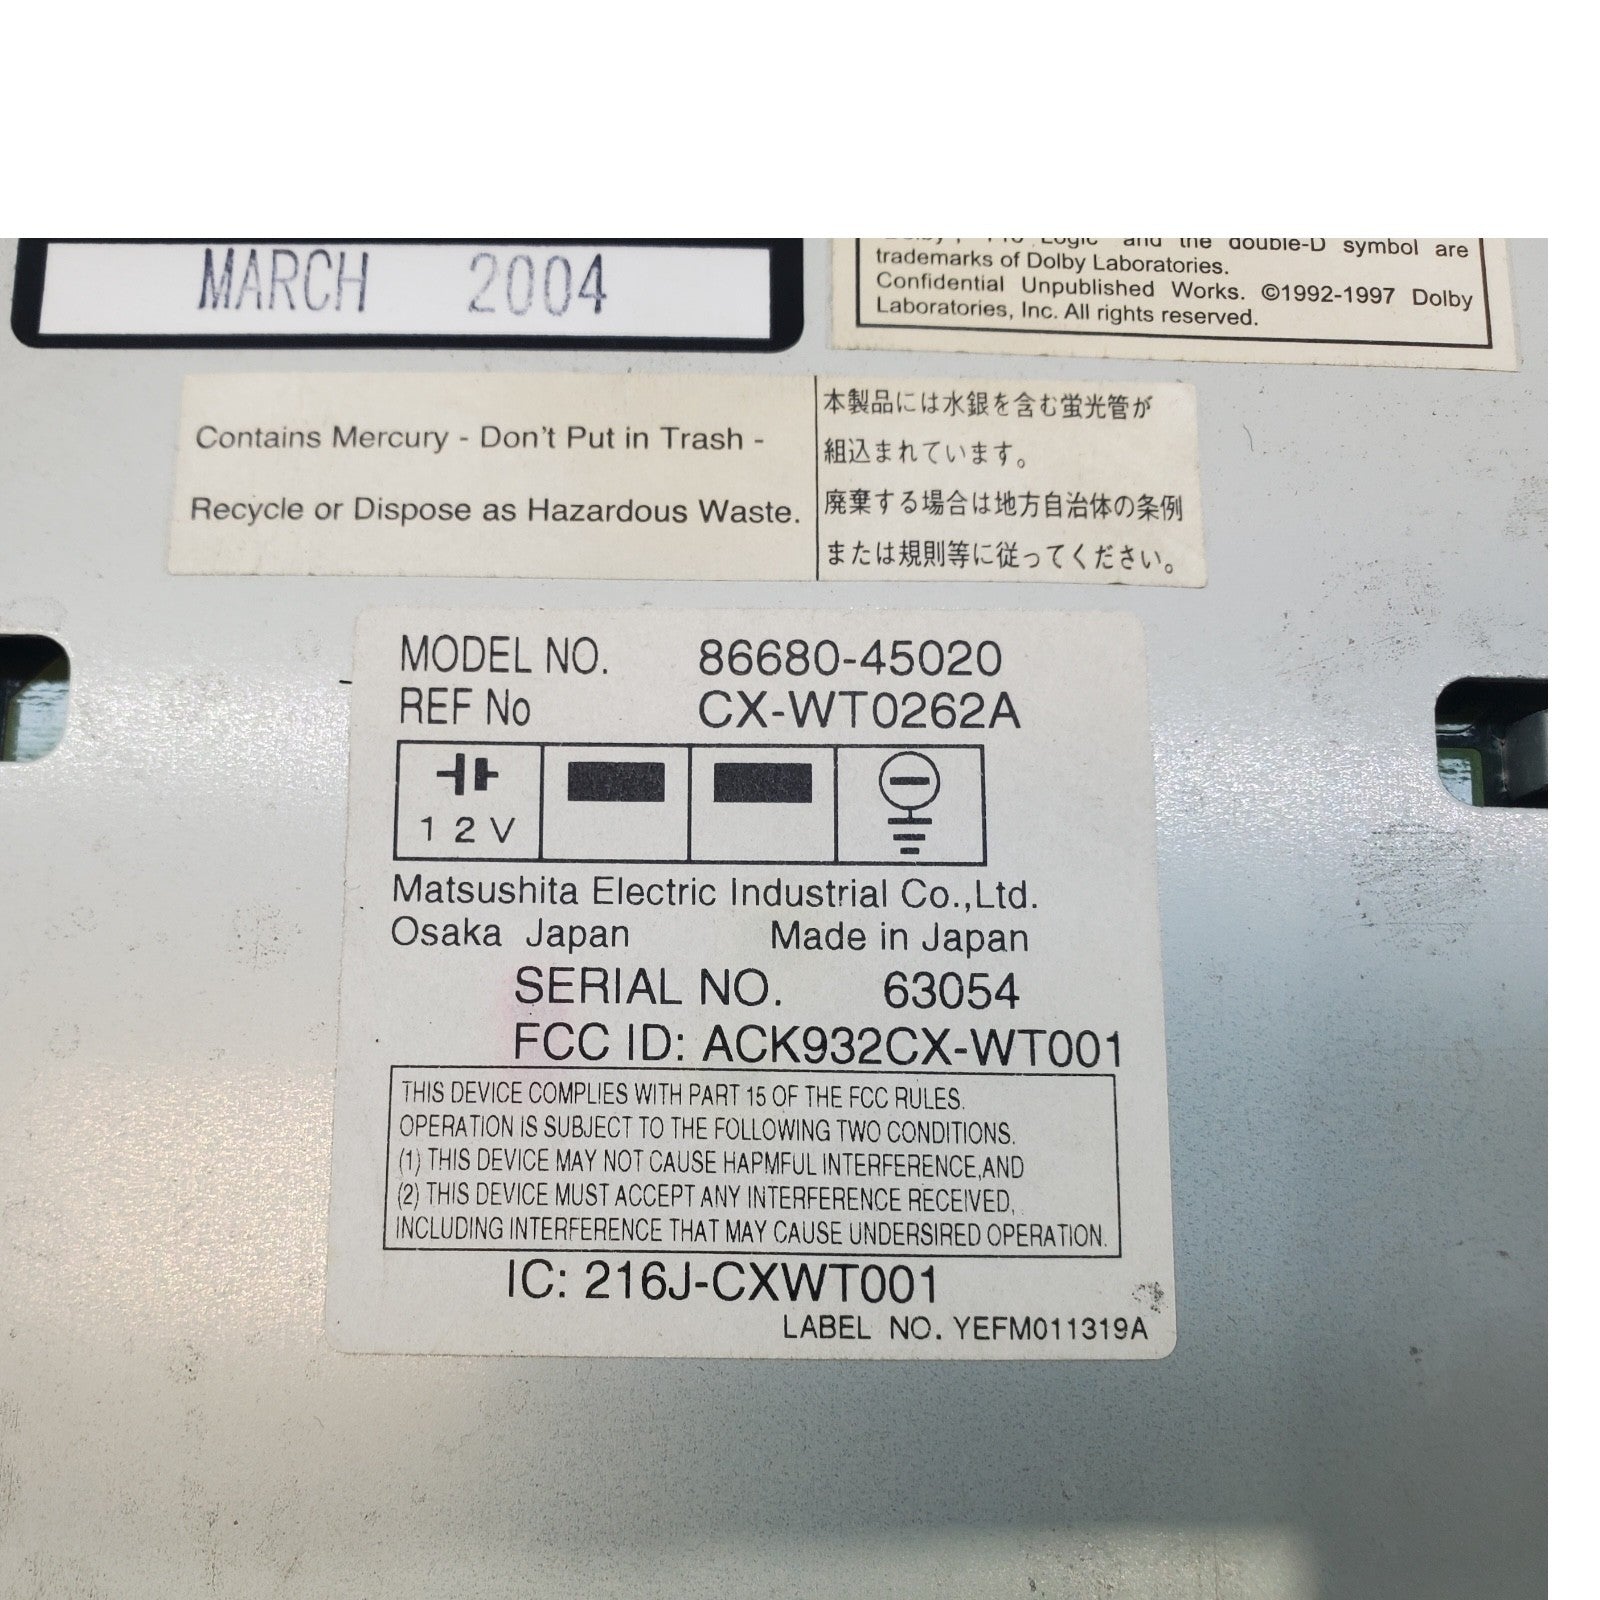 MARCH 2004
Logic and the double-D symbol are
trademarks of Dolby Laboratories.
Confidential Unpublished Works. ©1992-1997 Dolby
Laboratories, Inc. All rights reserved.
Contains Mercury - Don't Put in Trash -
Recycle or Dispose as Hazardous Waste.
本製品には水銀を含む蛍光管が
組込まれています。
廃棄する場合は地方自治体の条例
または規則等に従ってください。
MODEL NO. 86680-45020
REF No CX-WT0262A
12V
Matsushita Electric Industrial Co.,Ltd.
Osaka Japan Made in Japan
SERIAL NO. 63054
FCC ID: ACK932CX-WT001
THIS DEVICE COMPLIES WITH PART 15 OF THE FCC RULES.
OPERATION IS SUBJECT TO THE FOLLOWING TWO CONDITIONS.
(1) THIS DEVICE MAY NOT CAUSE HAPMFUL INTERFERENCE,AND
(2) THIS DEVICE MUST ACCEPT ANY INTERFERENCE RECEIVED,
INCLUDING INTERFERENCE THAT MAY CAUSE UNDERSIRED OPERATION.
IC: 216J-CXWT001
LABEL NO. YEFM011319A